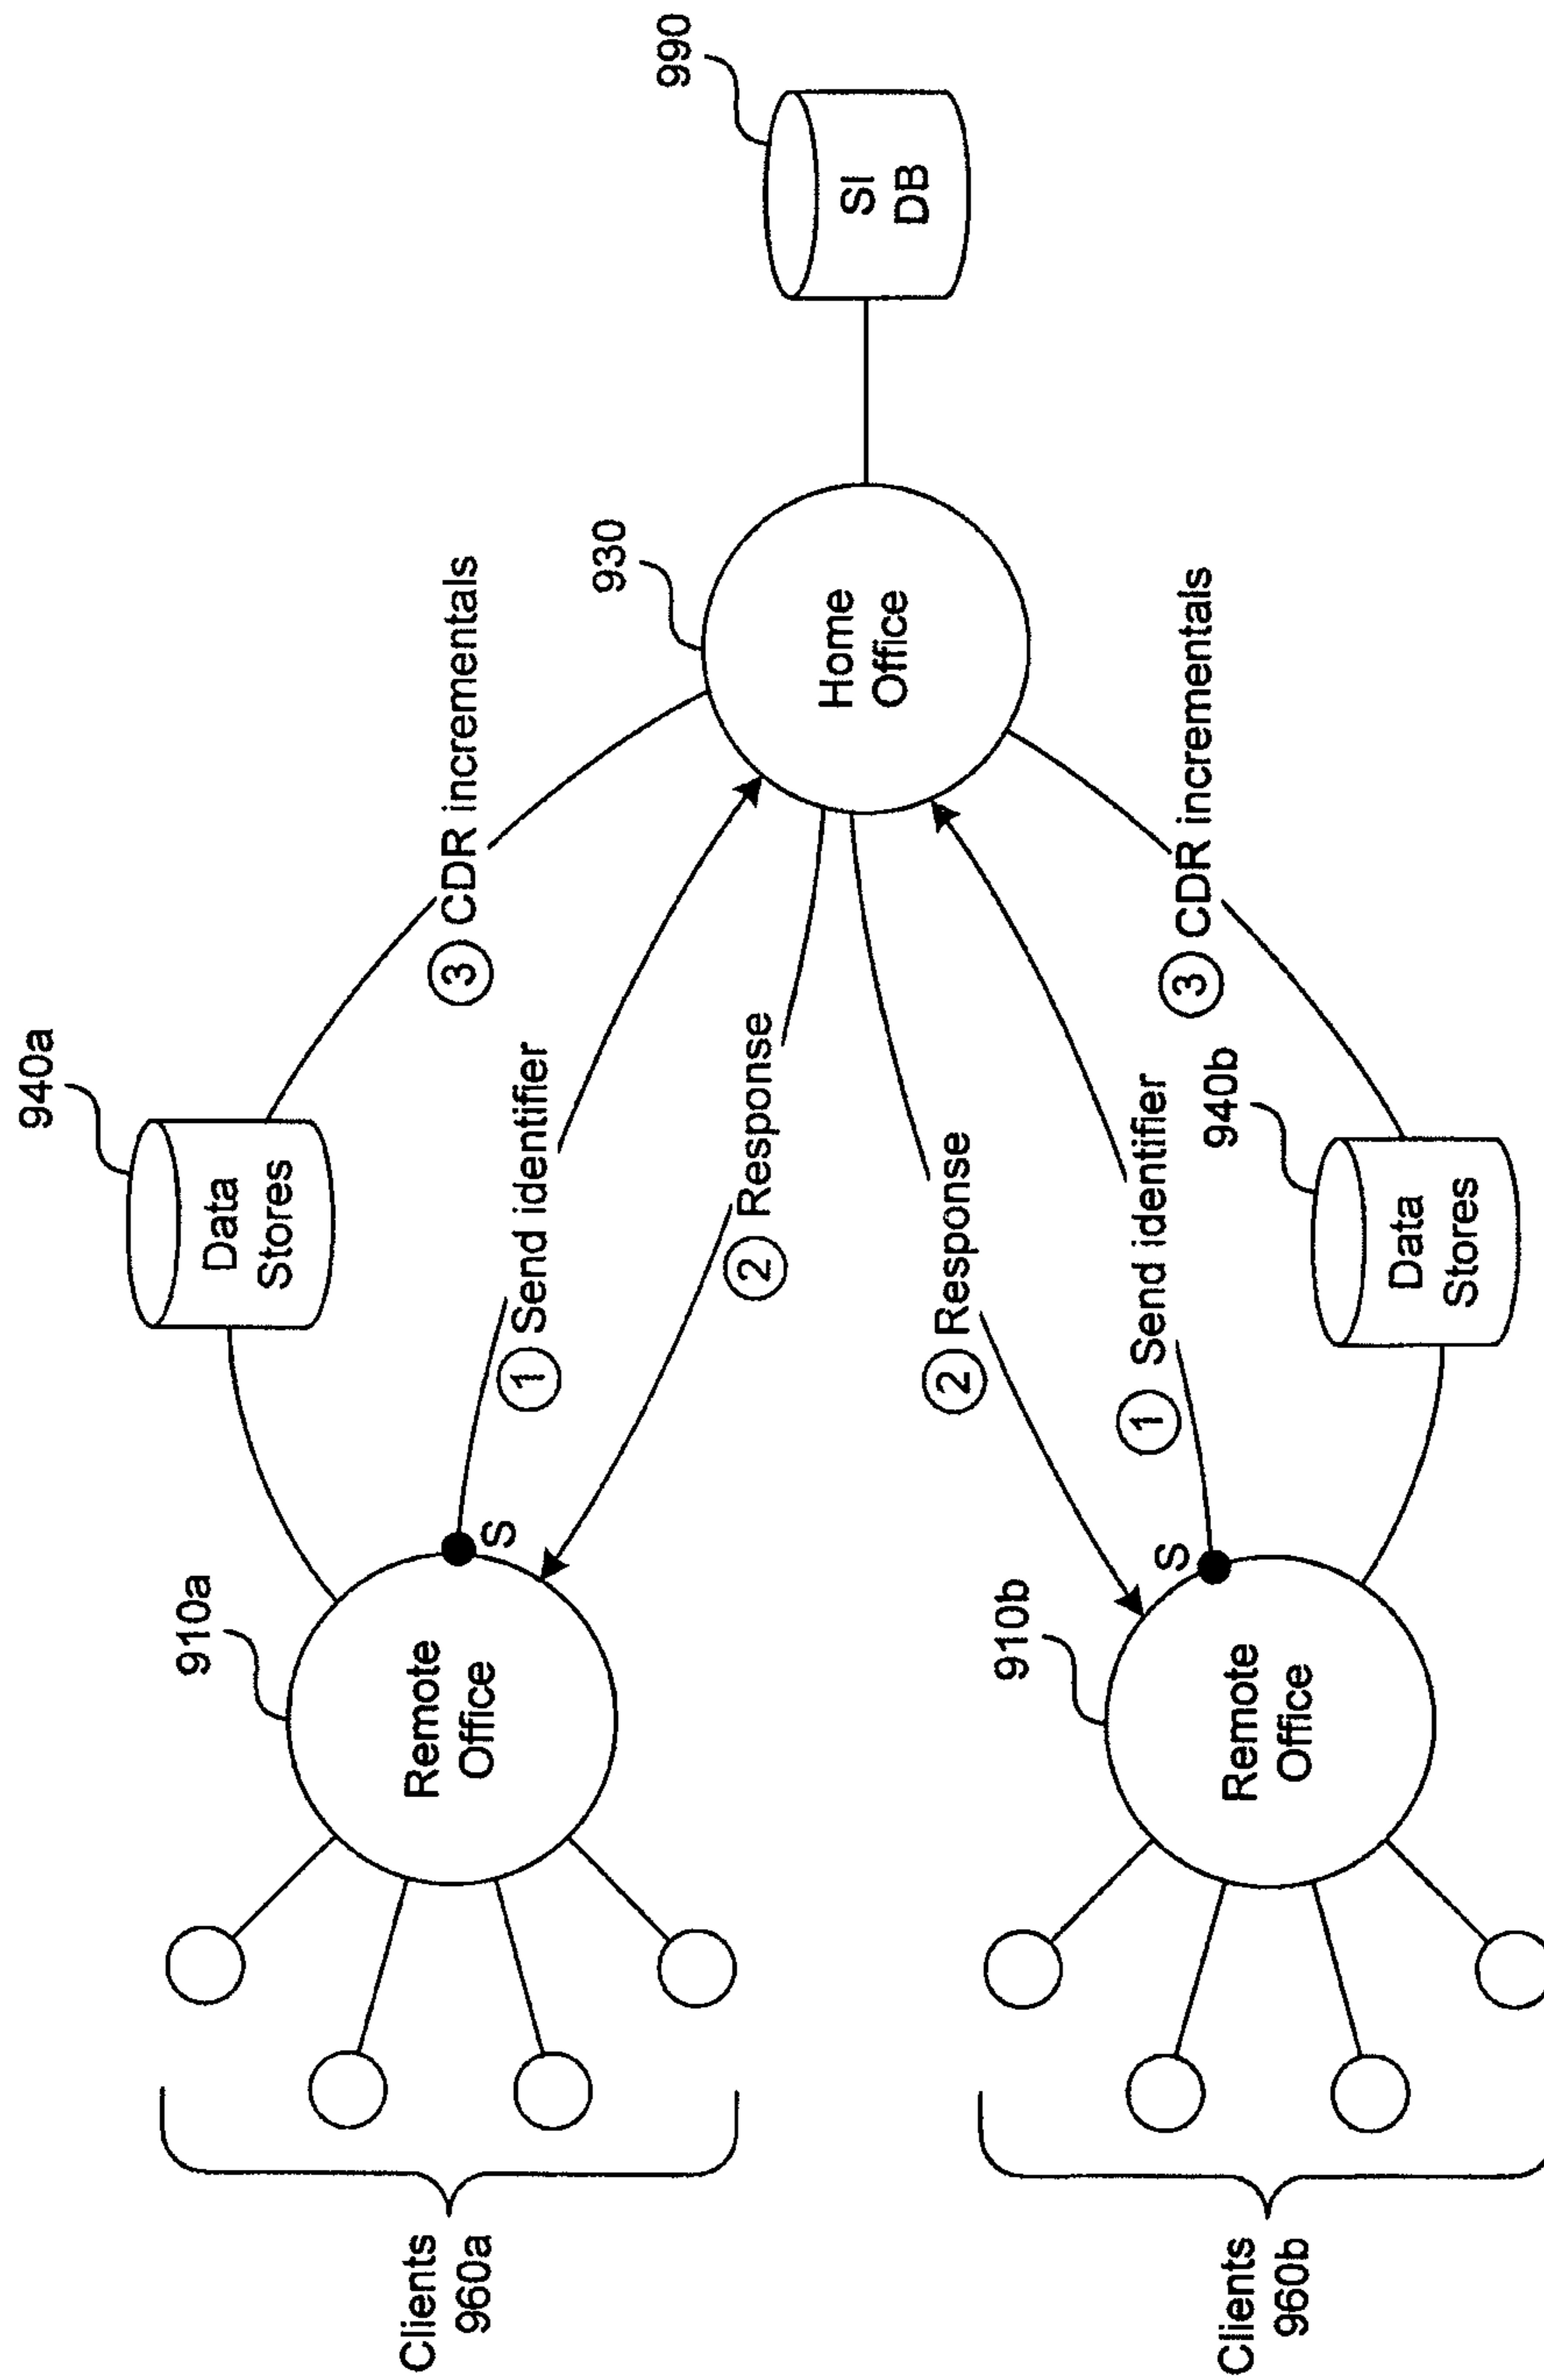 940a
Data
Stores
910a
Remote
Office
S
① Send identifier
③ CDR incrementals
② Response
Clients
960a
930
Home
Office
990
SI
DB
② Response
910b
Remote
Office
S
① Send identifier
③ CDR incrementals
940b
Data
Stores
Clients
960b